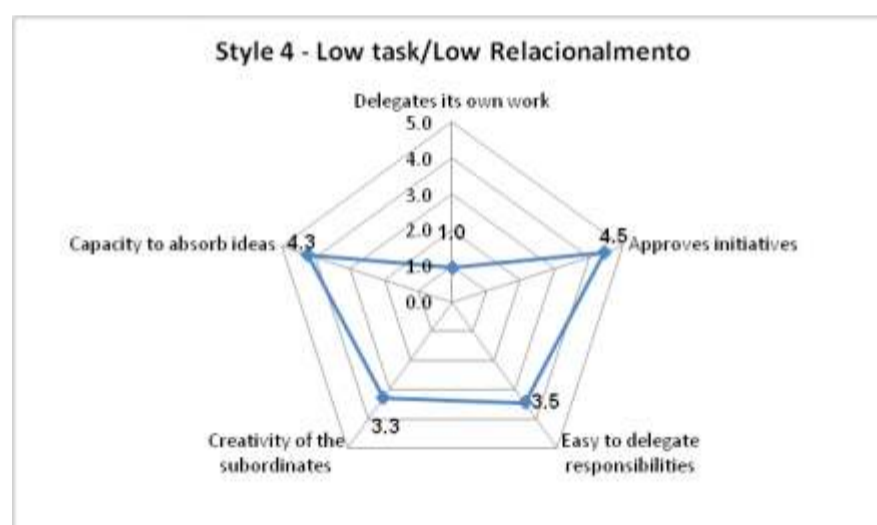 Style 4 - Low task/Low Relacionalmento
Delegates its own work
5.0
4.0
3.0
2.0
1.0
1.0
0.0
4.5
Approves initiatives
3.5
Easy to delegate
responsibilities
3.3
Creativity of the
subordinates
Capacity to absorb ideas
4.3